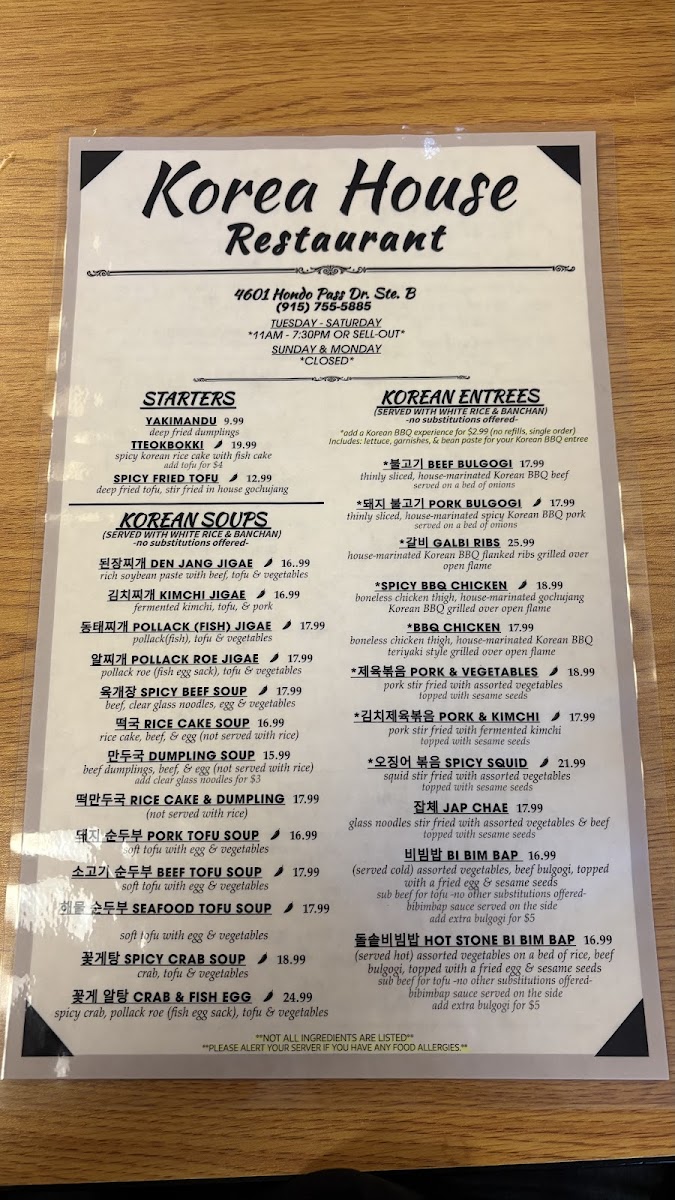 Korea House
Restaurant
4601 Hondo Pass Dr. Ste. B
(915) 755-5885
TUESDAY - SATURDAY
*11AM - 7:30PM OR SELL-OUT*
SUNDAY & MONDAY
*CLOSED*
STARTERS
YAKIMANDU 9.99
deep fried dumplings
TTEOKBOKKI 19.99
spicy korean rice cake with fish cake
add tofu for $4
SPICY FRIED TOFU 12.99
deep fried tofu, stir fried in house gochujang
KOREAN SOUPS
(SERVED WITH WHITE RICE & BANCHAN)
-no substitutions offered-
된장찌개 DEN JANG JIGAE 16..99
rich soybean paste with beef, tofu & vegetables
김치찌개 KIMCHI JIGAE 16.99
fermented kimchi, tofu, & pork
동태찌개 POLLACK (FISH) JIGAE 17.99
pollack(fish), tofu & vegetables
알찌개 POLLACK ROE JIGAE 17.99
pollack roe (fish egg sack), tofu & vegetables
육개장 SPICY BEEF SOUP 17.99
beef, clear glass noodles, egg & vegetables
떡국 RICE CAKE SOUP 16.99
rice cake, beef, & egg (not served with rice)
만두국 DUMPLING SOUP 15.99
beef dumplings, beef, & egg (not served with rice)
add clear glass noodles for $3
떡만두국 RICE CAKE & DUMPLING 17.99
(not served with rice)
돼지 순두부 PORK TOFU SOUP 16.99
soft tofu with egg & vegetables
소고기 순두부 BEEF TOFU SOUP 17.99
soft tofu with egg & vegetables
해물 순두부 SEAFOOD TOFU SOUP 17.99
soft tofu with egg & vegetables
꽃게탕 SPICY CRAB SOUP 18.99
crab, tofu & vegetables
꽃게 알탕 CRAB & FISH EGG 24.99
spicy crab, pollack roe (fish egg sack), tofu & vegetables
KOREAN ENTREES
(SERVED WITH WHITE RICE & BANCHAN)
-no substitutions offered-
*add a Korean BBQ experience for $2.99 (no refills, single order)
Includes: lettuce, garnishes, & bean paste for your Korean BBQ entree
*불고기 BEEF BULGOGI 17.99
thinly sliced, house-marinated Korean BBQ beef
served on a bed of onions
*돼지 불고기 PORK BULGOGI 17.99
thinly sliced, house-marinated spicy Korean BBQ pork
served on a bed of onions
*갈비 GALBI RIBS 25.99
house-marinated Korean BBQ flanked ribs grilled over
open flame
*SPICY BBQ CHICKEN 18.99
boneless chicken thigh, house-marinated gochujang
Korean BBQ grilled over open flame
*BBQ CHICKEN 17.99
boneless chicken thigh, house-marinated Korean BBQ
teriyaki style grilled over open flame
*제육볶음 PORK & VEGETABLES 18.99
pork stir fried with assorted vegetables
topped with sesame seeds
*김치제육볶음 PORK & KIMCHI 17.99
pork stir fried with fermented kimchi
topped with sesame seeds
*오징어 볶음 SPICY SQUID 21.99
squid stir fried with assorted vegetables
topped with sesame seeds
잡체 JAP CHAE 17.99
glass noodles stir fried with assorted vegetables & beef
topped with sesame seeds
비빔밥 BI BIM BAP 16.99
(served cold) assorted vegetables, beef bulgogi, topped
with a fried egg & sesame seeds
sub beef for tofu -no other substitutions offered-
bibimbap sauce served on the side
add extra bulgogi for $5
돌솥비빔밥 HOT STONE BI BIM BAP 16.99
(served hot) assorted vegetables on a bed of rice, beef
bulgogi, topped with a fried egg & sesame seeds
sub beef for tofu -no other substitutions offered-
bibimbap sauce served on the side
add extra bulgogi for $5
**NOT ALL INGREDIENTS ARE LISTED**
**PLEASE ALERT YOUR SERVER IF YOU HAVE ANY FOOD ALLERGIES.**